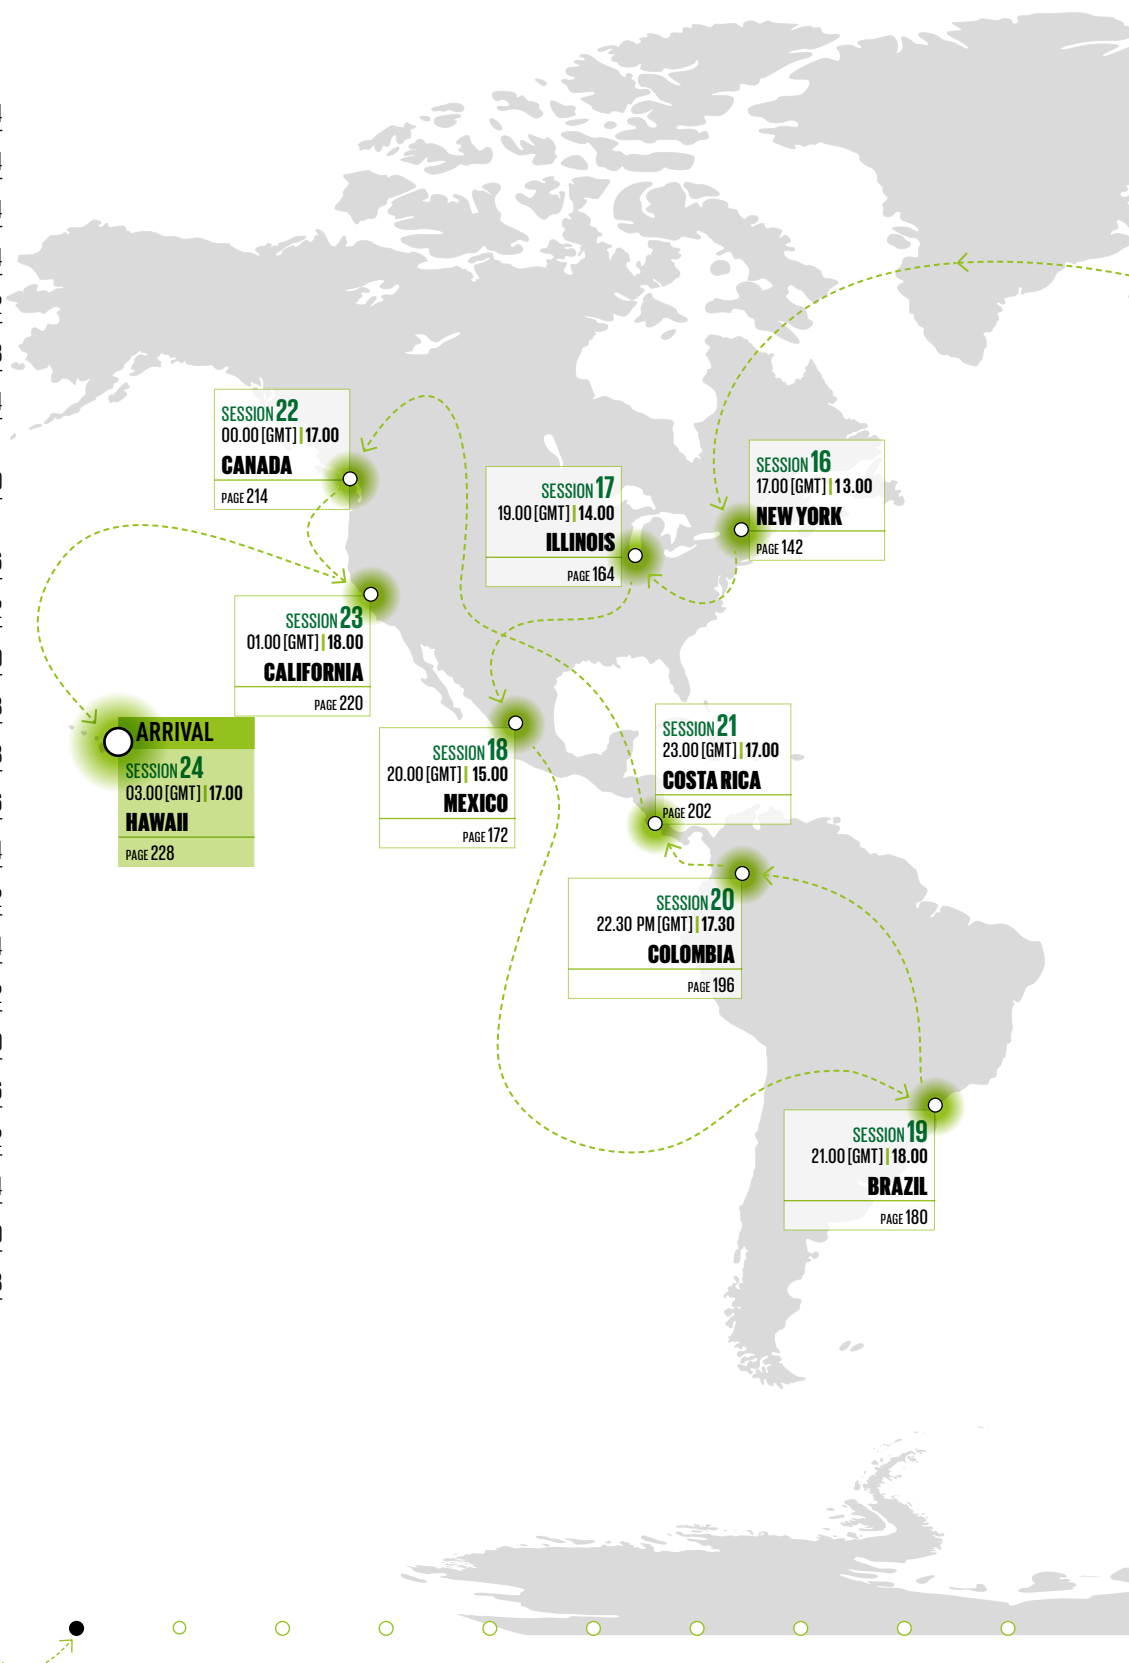 SESSION 22
00.00 [GMT] | 17.00
CANADA
PAGE 214
SESSION 16
17.00 [GMT] | 13.00
NEW YORK
PAGE 142
SESSION 17
19.00 [GMT] | 14.00
ILLINOIS
PAGE 164
SESSION 23
01.00 [GMT] | 18.00
CALIFORNIA
PAGE 220
SESSION 21
23.00 [GMT] | 17.00
COSTA RICA
PAGE 202
ARRIVAL
SESSION 24
03.00 [GMT] | 17.00
HAWAII
PAGE 228
SESSION 18
20.00 [GMT] | 15.00
MEXICO
PAGE 172
SESSION 20
22.30 PM [GMT] | 17.30
COLOMBIA
PAGE 196
SESSION 19
21.00 [GMT] | 18.00
BRAZIL
PAGE 180